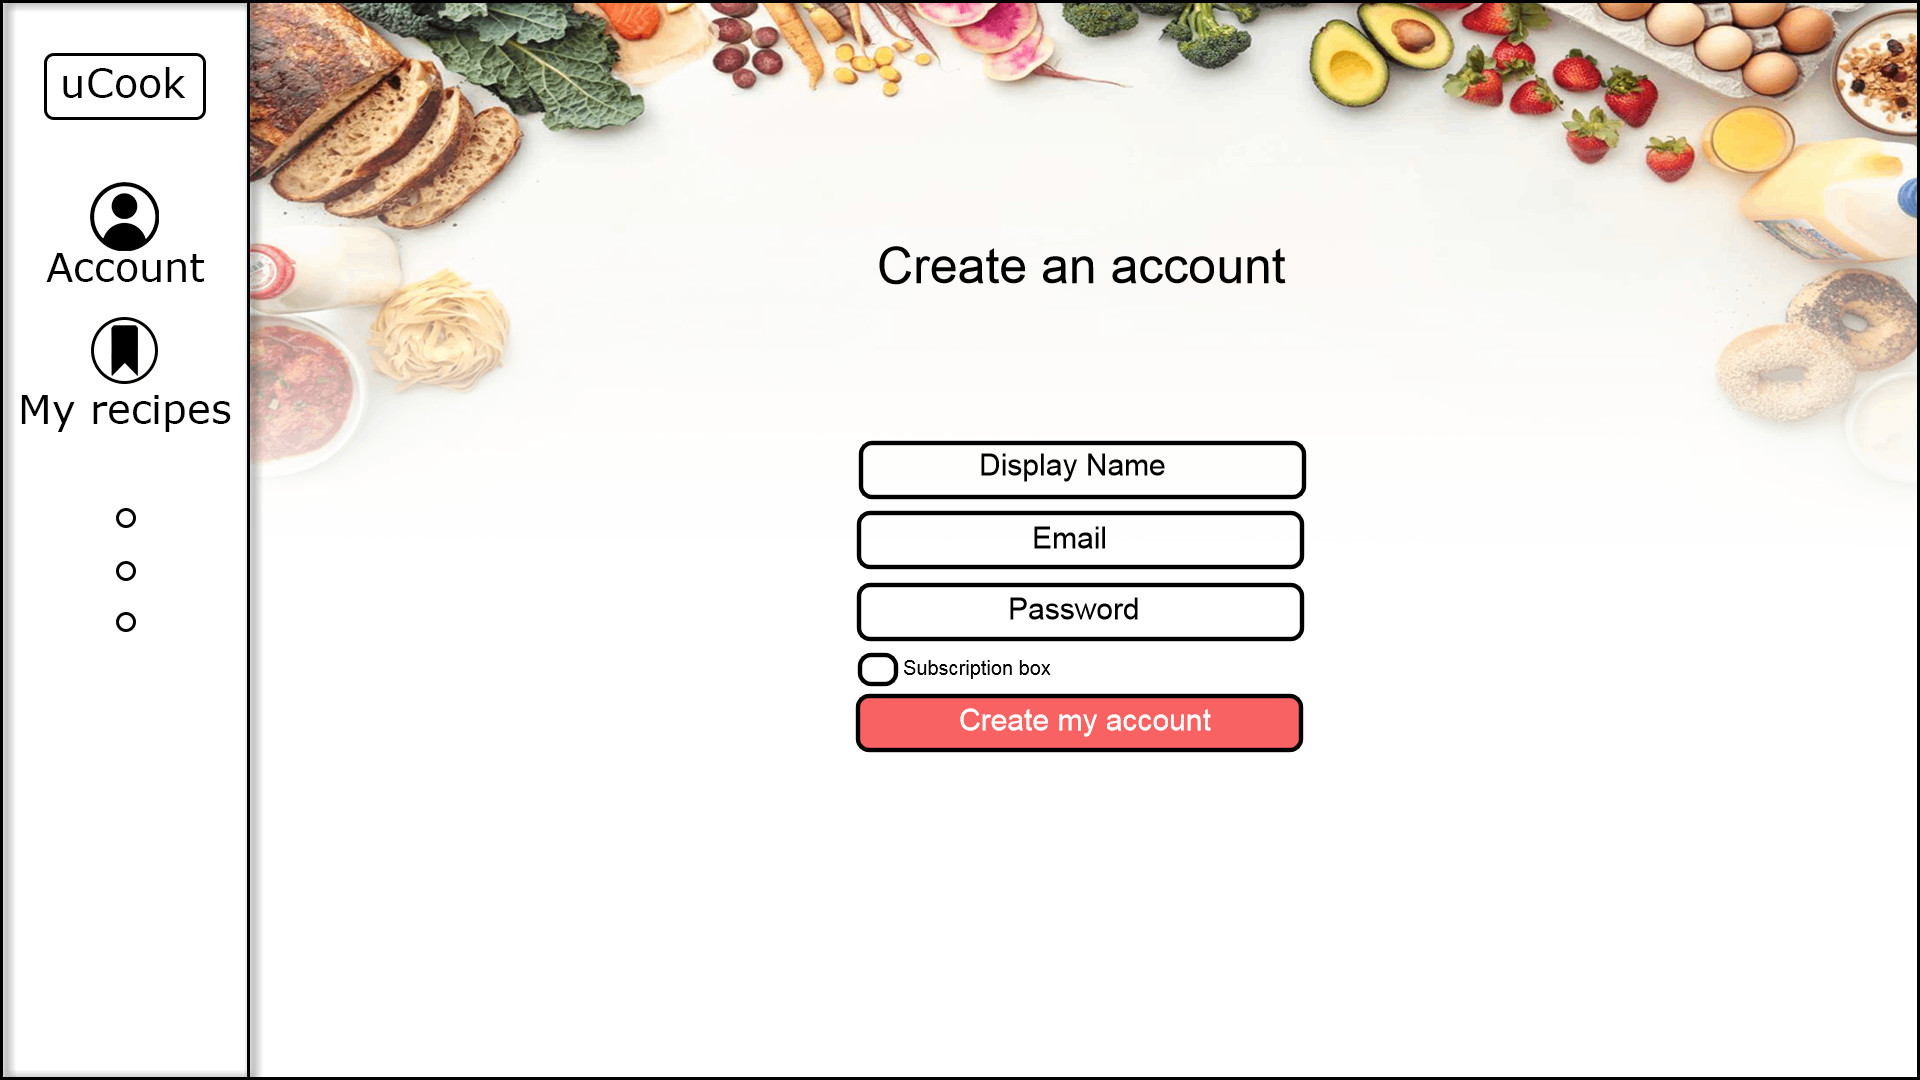 uCook
Account
My recipes
Create an account
Display Name
Email
Password
Subscription box
Create my account